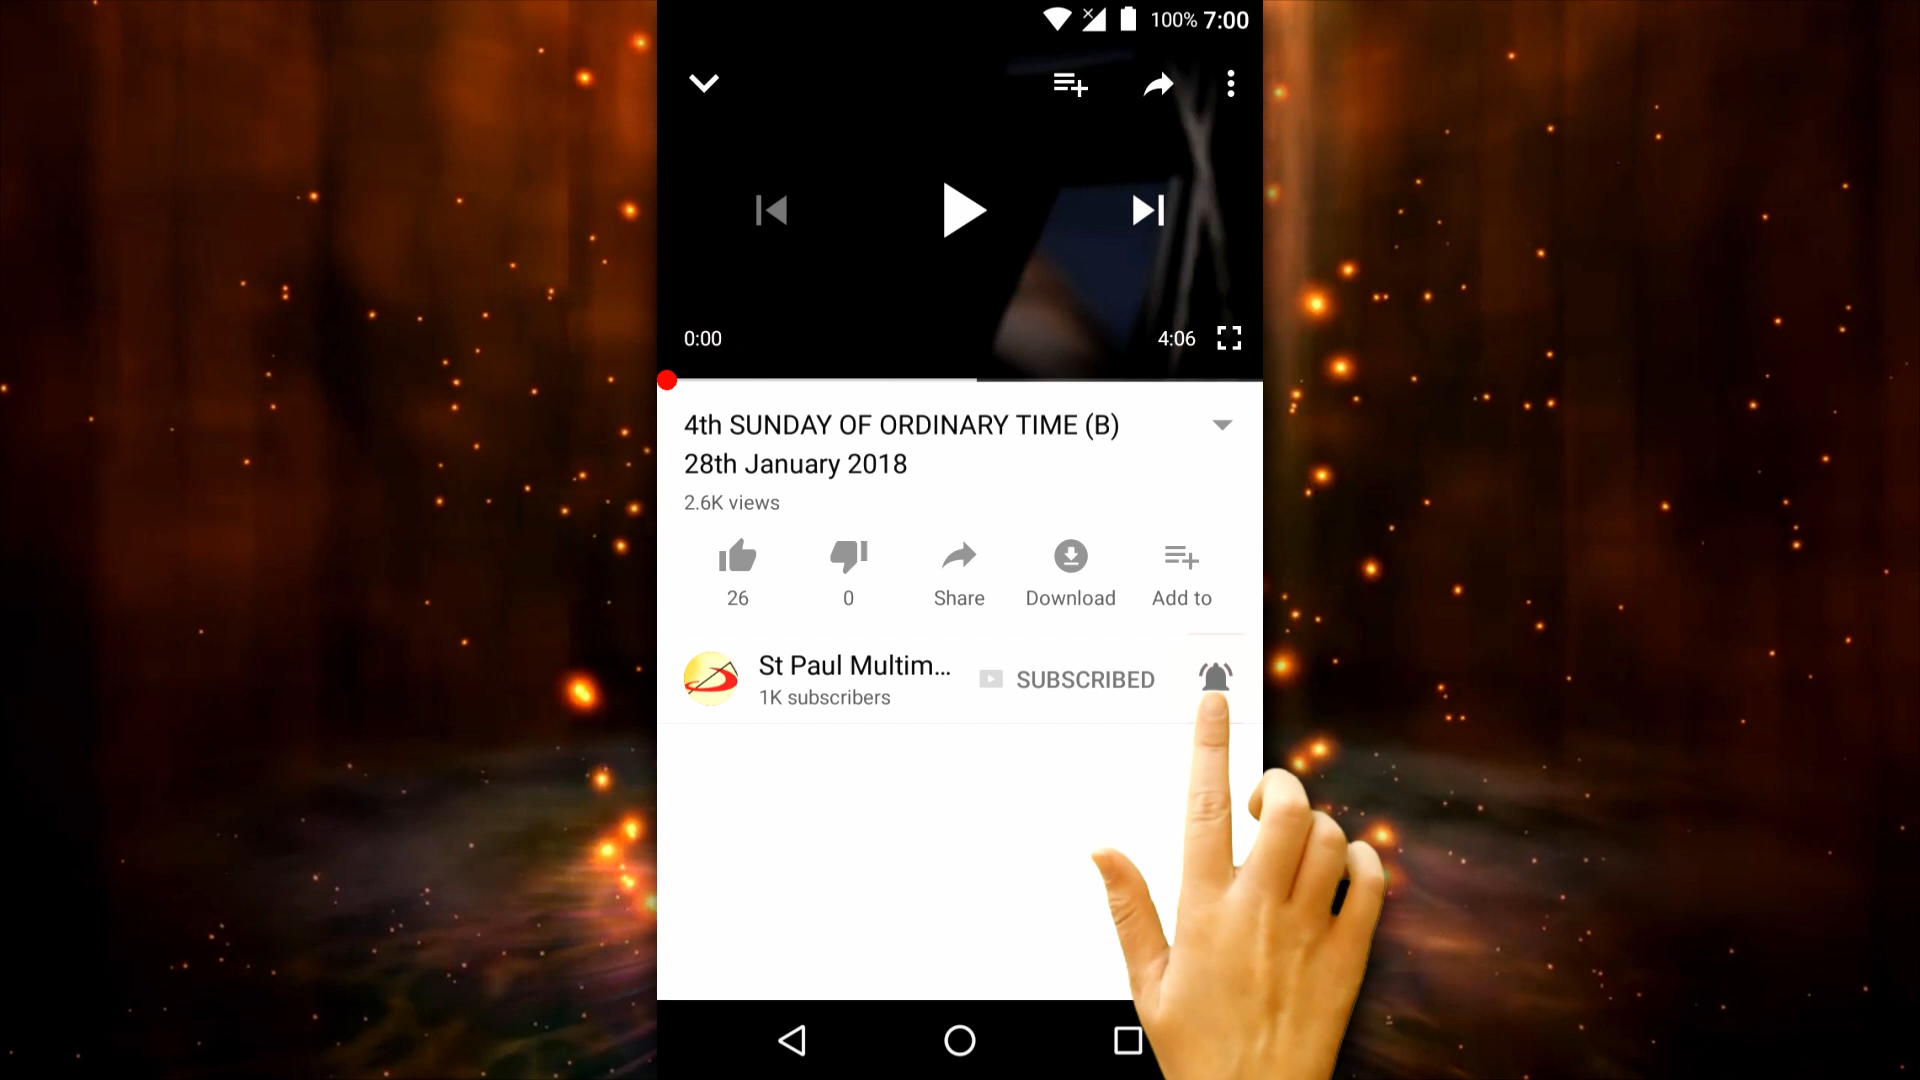 100% 7:00
0:00
4:06
4th SUNDAY OF ORDINARY TIME (B)
28th January 2018
2.6K views
26
0
Share
Download
Add to
St Paul Multim...
SUBSCRIBED
1K subscribers